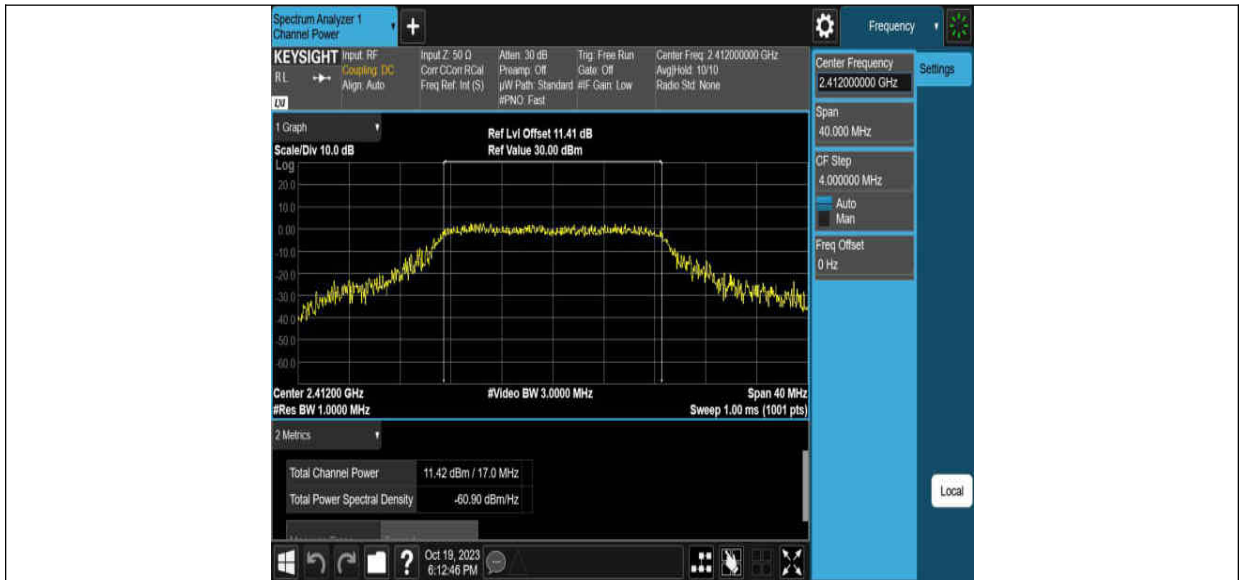 Spectrum Analyzer 1
Channel Power
+
Frequency
KEYSIGHT
RL
LXI
Input: RF
Coupling: DC
Align: Auto
Input Z: 50 Ω
Corr CCorr RCal
Freq Ref: Int (S)
Atten: 30 dB
Preamp: Off
µW Path: Standard
#PNO: Fast
Trig: Free Run
Gate: Off
#IF Gain: Low
Center Freq: 2.412000000 GHz
Avg|Hold: 10/10
Radio Std: None
Center Frequency
2.412000000 GHz
Settings
Span
40.000 MHz
CF Step
4.000000 MHz
Auto
Man
Freq Offset
0 Hz
Local
1 Graph
Scale/Div 10.0 dB
Ref Lvl Offset 11.41 dB
Ref Value 30.00 dBm
Log
20.0
10.0
0.00
-10.0
-20.0
-30.0
-40.0
-50.0
-60.0
Center 2.41200 GHz
#Video BW 3.0000 MHz
Span 40 MHz
#Res BW 1.0000 MHz
Sweep 1.00 ms (1001 pts)
2 Metrics
Total Channel Power 11.42 dBm / 17.0 MHz
Total Power Spectral Density -60.90 dBm/Hz
?
Oct 19, 2023
6:12:46 PM